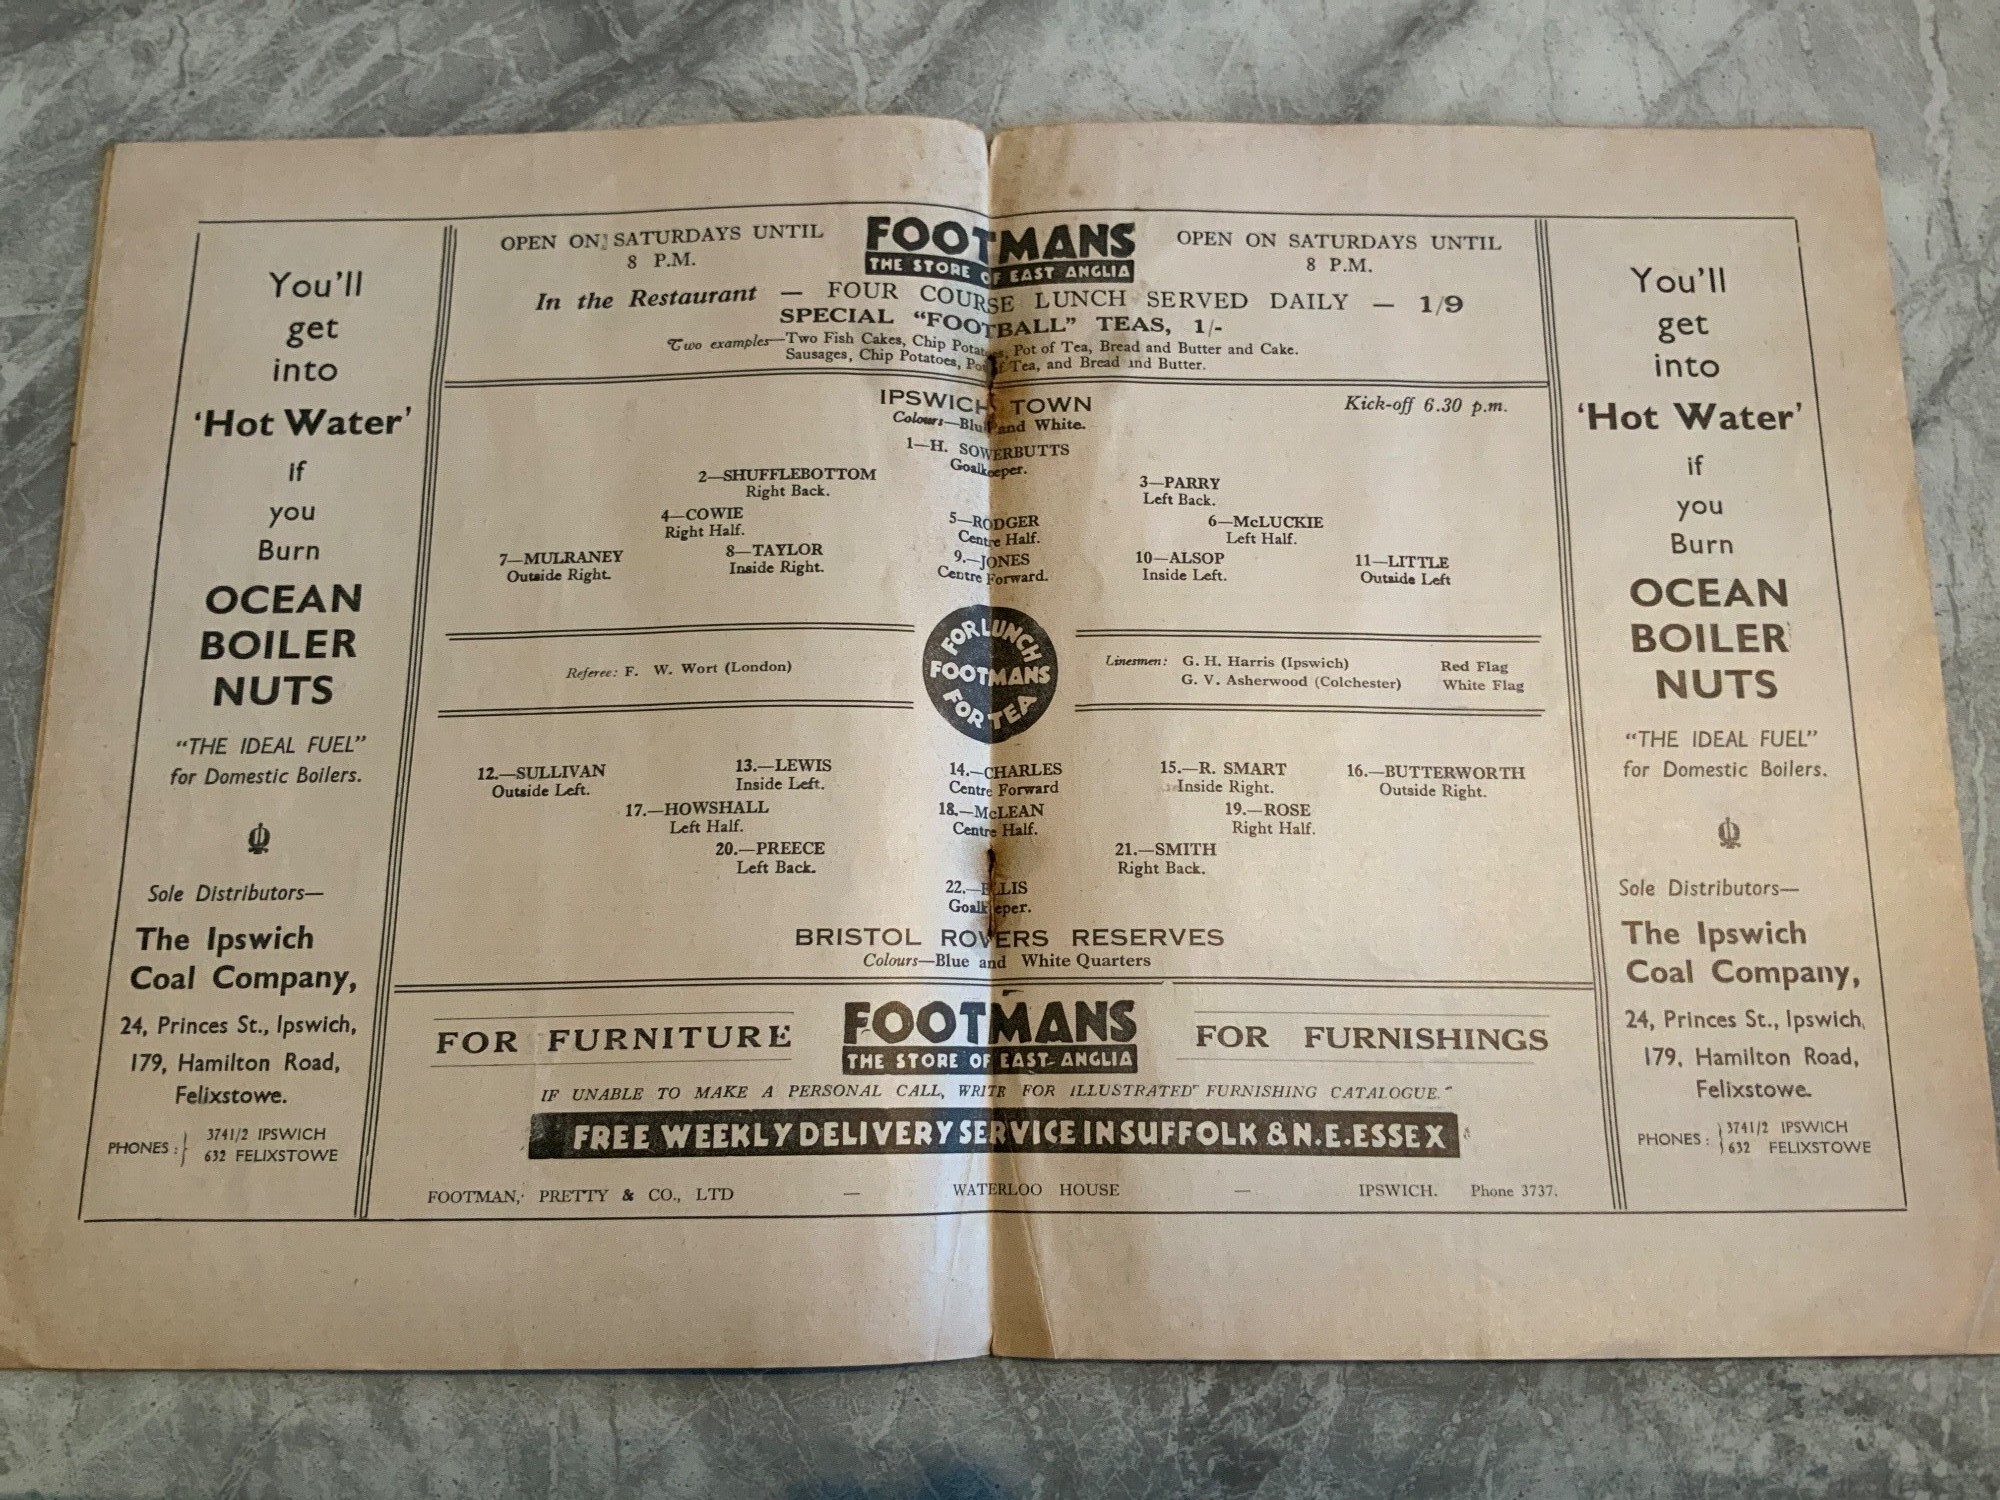 You'll
get
into
'Hot Water'
if
you
Burn
OCEAN
BOILER
NUTS
"THE IDEAL FUEL"
for Domestic Boilers.
Sole Distributors—
The Ipswich
Coal Company,
24, Princes St., Ipswich,
179, Hamilton Road,
Felixstowe.
PHONES : 3741/2 IPSWICH
632 FELIXSTOWE
OPEN ON SATURDAYS UNTIL
8 P.M.
FOOTMANS
THE STORE OF EAST ANGLIA
OPEN ON SATURDAYS UNTIL
8 P.M.
In the Restaurant — FOUR COURSE LUNCH SERVED DAILY — 1/9
SPECIAL "FOOTBALL" TEAS, 1/-
Two examples—Two Fish Cakes, Chip Potatoes, Pot of Tea, Bread and Butter and Cake.
Sausages, Chip Potatoes, Pot of Tea, and Bread and Butter.
IPSWICH TOWN
Kick-off 6.30 p.m.
Colours—Blue and White.
1—H. SOWERBUTTS
Goalkeeper.
2—SHUFFLEBOTTOM
Right Back.
3—PARRY
Left Back.
4—COWIE
Right Half.
5—RODGER
Centre Half.
6—McLUCKIE
Left Half.
7—MULRANEY
Outside Right.
8—TAYLOR
Inside Right.
9.—JONES
Centre Forward.
10—ALSOP
Inside Left.
11—LITTLE
Outside Left
Referee: F. W. Wort (London)
FOR LUNCH
FOOTMANS
FOR TEA
Linesmen: G. H. Harris (Ipswich) Red Flag
G. V. Asherwood (Colchester) White Flag
12.—SULLIVAN
Outside Left.
13.—LEWIS
Inside Left.
14.—CHARLES
Centre Forward
15.—R. SMART
Inside Right.
16.—BUTTERWORTH
Outside Right.
17.—HOWSHALL
Left Half.
18.—McLEAN
Centre Half.
19.—ROSE
Right Half.
20.—PREECE
Left Back.
21.—SMITH
Right Back.
22.—ELLIS
Goalkeeper.
BRISTOL ROVERS RESERVES
Colours—Blue and White Quarters
FOR FURNITURE
FOOTMANS
THE STORE OF EAST ANGLIA
FOR FURNISHINGS
IF UNABLE TO MAKE A PERSONAL CALL, WRITE FOR ILLUSTRATED FURNISHING CATALOGUE.
FREE WEEKLY DELIVERY SERVICE IN SUFFOLK & N.E. ESSEX
FOOTMAN, PRETTY & CO., LTD — WATERLOO HOUSE — IPSWICH. Phone 3737.
You'll
get
into
'Hot Water'
if
you
Burn
OCEAN
BOILER
NUTS
"THE IDEAL FUEL"
for Domestic Boilers.
Sole Distributors—
The Ipswich
Coal Company,
24, Princes St., Ipswich,
179, Hamilton Road,
Felixstowe.
PHONES : 3741/2 IPSWICH
632 FELIXSTOWE